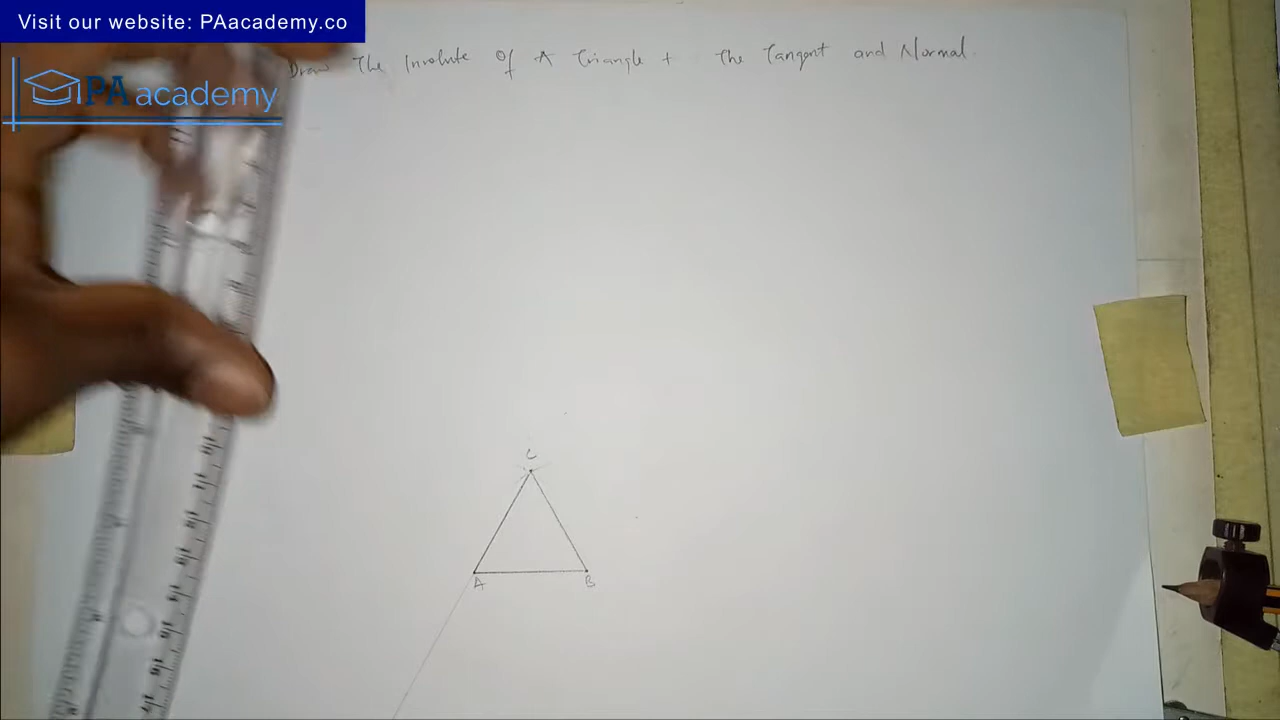 Visit our website: PAacademy.co
Draw The Involute Of A Triangle + The Tangent and Normal
PA academy
C
A B